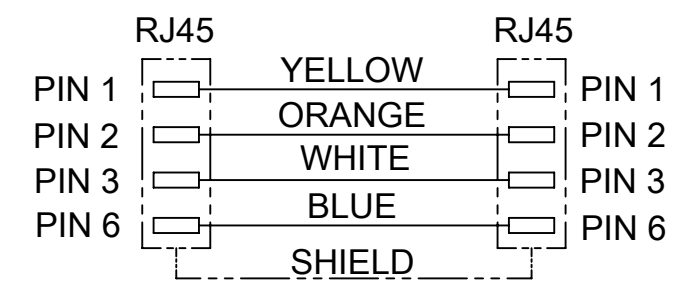 RJ45 RJ45
YELLOW
PIN 1 PIN 1
ORANGE
PIN 2 PIN 2
WHITE
PIN 3 PIN 3
BLUE
PIN 6 PIN 6
SHIELD